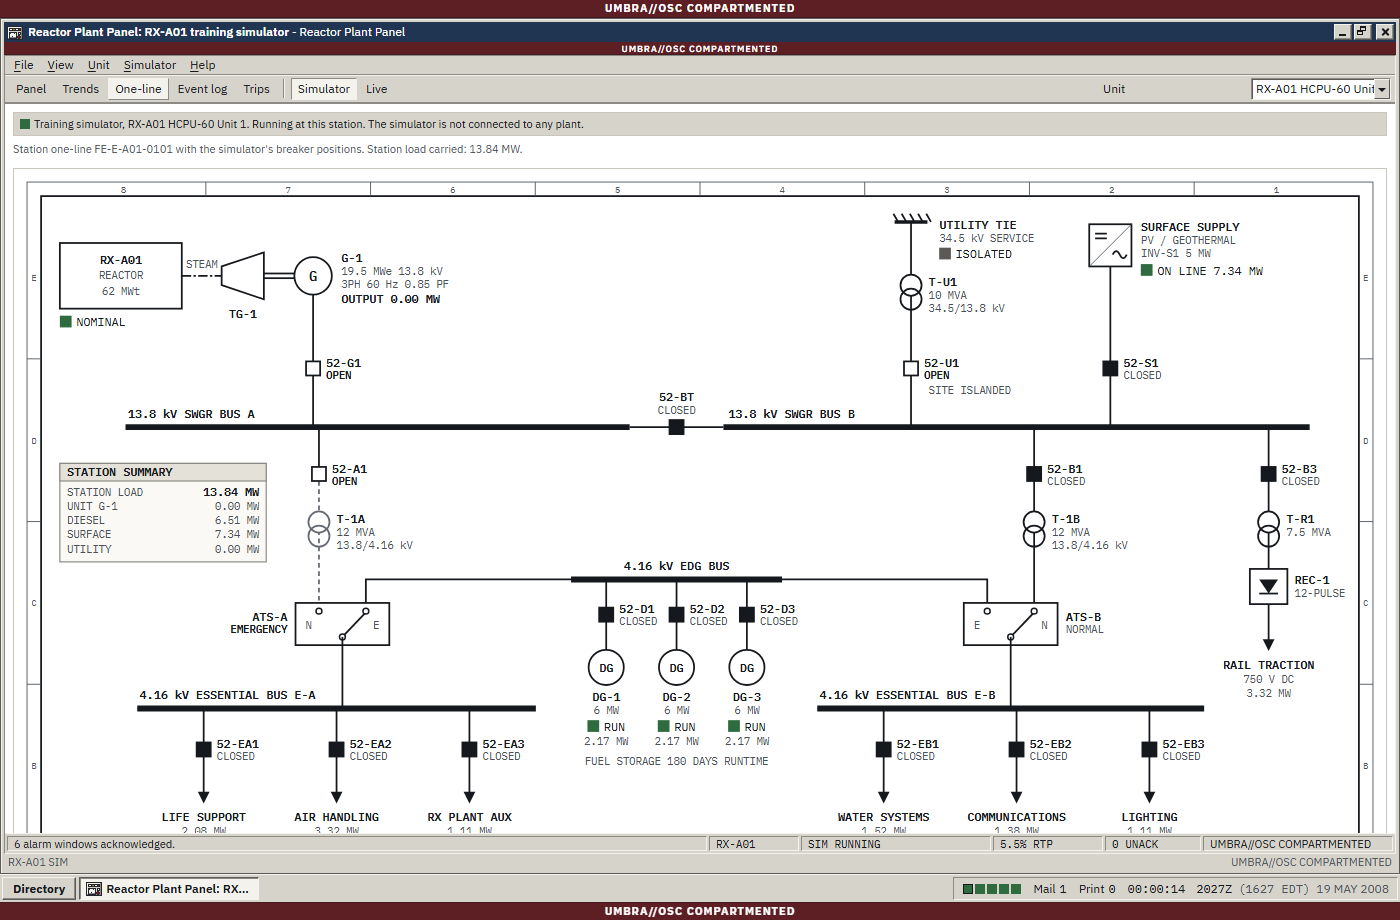 UMBRA//OSC COMPARTMENTED
Reactor Plant Panel: RX-A01 training simulator - Reactor Plant Panel
UMBRA//OSC COMPARTMENTED
File View Unit Simulator Help
Panel Trends One-line Event log Trips Simulator Live Unit RX-A01 HCPU-60 Unit
Training simulator, RX-A01 HCPU-60 Unit 1. Running at this station. The simulator is not connected to any plant.
Station one-line FE-E-A01-0101 with the simulator's breaker positions. Station load carried: 13.84 MW.
8 7 6 5 4 3 2 1
E
E
RX-A01
REACTOR
62 MWt
NOMINAL
STEAM
TG-1
G
G-1
19.5 MWe 13.8 kV
3PH 60 Hz 0.85 PF
OUTPUT 0.00 MW
UTILITY TIE
34.5 kV SERVICE
ISOLATED
T-U1
10 MVA
34.5/13.8 kV
SURFACE SUPPLY
PV / GEOTHERMAL
INV-S1 5 MW
ON LINE 7.34 MW
52-G1
OPEN
52-U1
OPEN
SITE ISLANDED
52-S1
CLOSED
13.8 kV SWGR BUS A
52-BT
CLOSED
13.8 kV SWGR BUS B
D
D
STATION SUMMARY
STATION LOAD 13.84 MW
UNIT G-1 0.00 MW
DIESEL 6.51 MW
SURFACE 7.34 MW
UTILITY 0.00 MW
52-A1
OPEN
T-1A
12 MVA
13.8/4.16 kV
52-B1
CLOSED
T-1B
12 MVA
13.8/4.16 kV
52-B3
CLOSED
T-R1
7.5 MVA
REC-1
12-PULSE
RAIL TRACTION
750 V DC
3.32 MW
4.16 kV EDG BUS
C
C
ATS-A
EMERGENCY
N E
52-D1
CLOSED
52-D2
CLOSED
52-D3
CLOSED
E N
ATS-B
NORMAL
DG DG DG
DG-1 DG-2 DG-3
6 MW 6 MW 6 MW
RUN RUN RUN
2.17 MW 2.17 MW 2.17 MW
FUEL STORAGE 180 DAYS RUNTIME
4.16 kV ESSENTIAL BUS E-A
4.16 kV ESSENTIAL BUS E-B
52-EA1
CLOSED
52-EA2
CLOSED
52-EA3
CLOSED
52-EB1
CLOSED
52-EB2
CLOSED
52-EB3
CLOSED
B
B
LIFE SUPPORT AIR HANDLING RX PLANT AUX WATER SYSTEMS COMMUNICATIONS LIGHTING
2.08 MW 3.32 MW 1.11 MW 1.52 MW 1.38 MW 1.11 MW
6 alarm windows acknowledged. RX-A01 SIM RUNNING 5.5% RTP 0 UNACK UMBRA//OSC COMPARTMENTED
RX-A01 SIM UMBRA//OSC COMPARTMENTED
Directory Reactor Plant Panel: RX... Mail 1 Print 0 00:00:14 2027Z (1627 EDT) 19 MAY 2008
UMBRA//OSC COMPARTMENTED